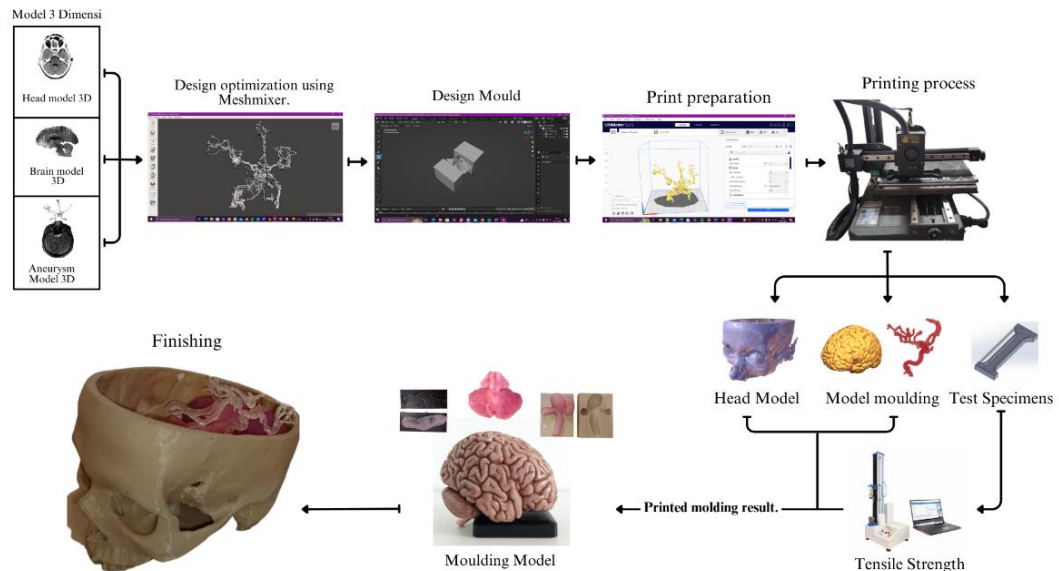 Model 3 Dimensi
Head model 3D
Brain model
3D
Aneurysm
Model 3D
Design optimization using
Meshmixer.
Design Mould
Print preparation
Printing process
Head Model
Model moulding
Test Specimens
Finishing
Printed molding result.
Moulding Model
Tensile Strength